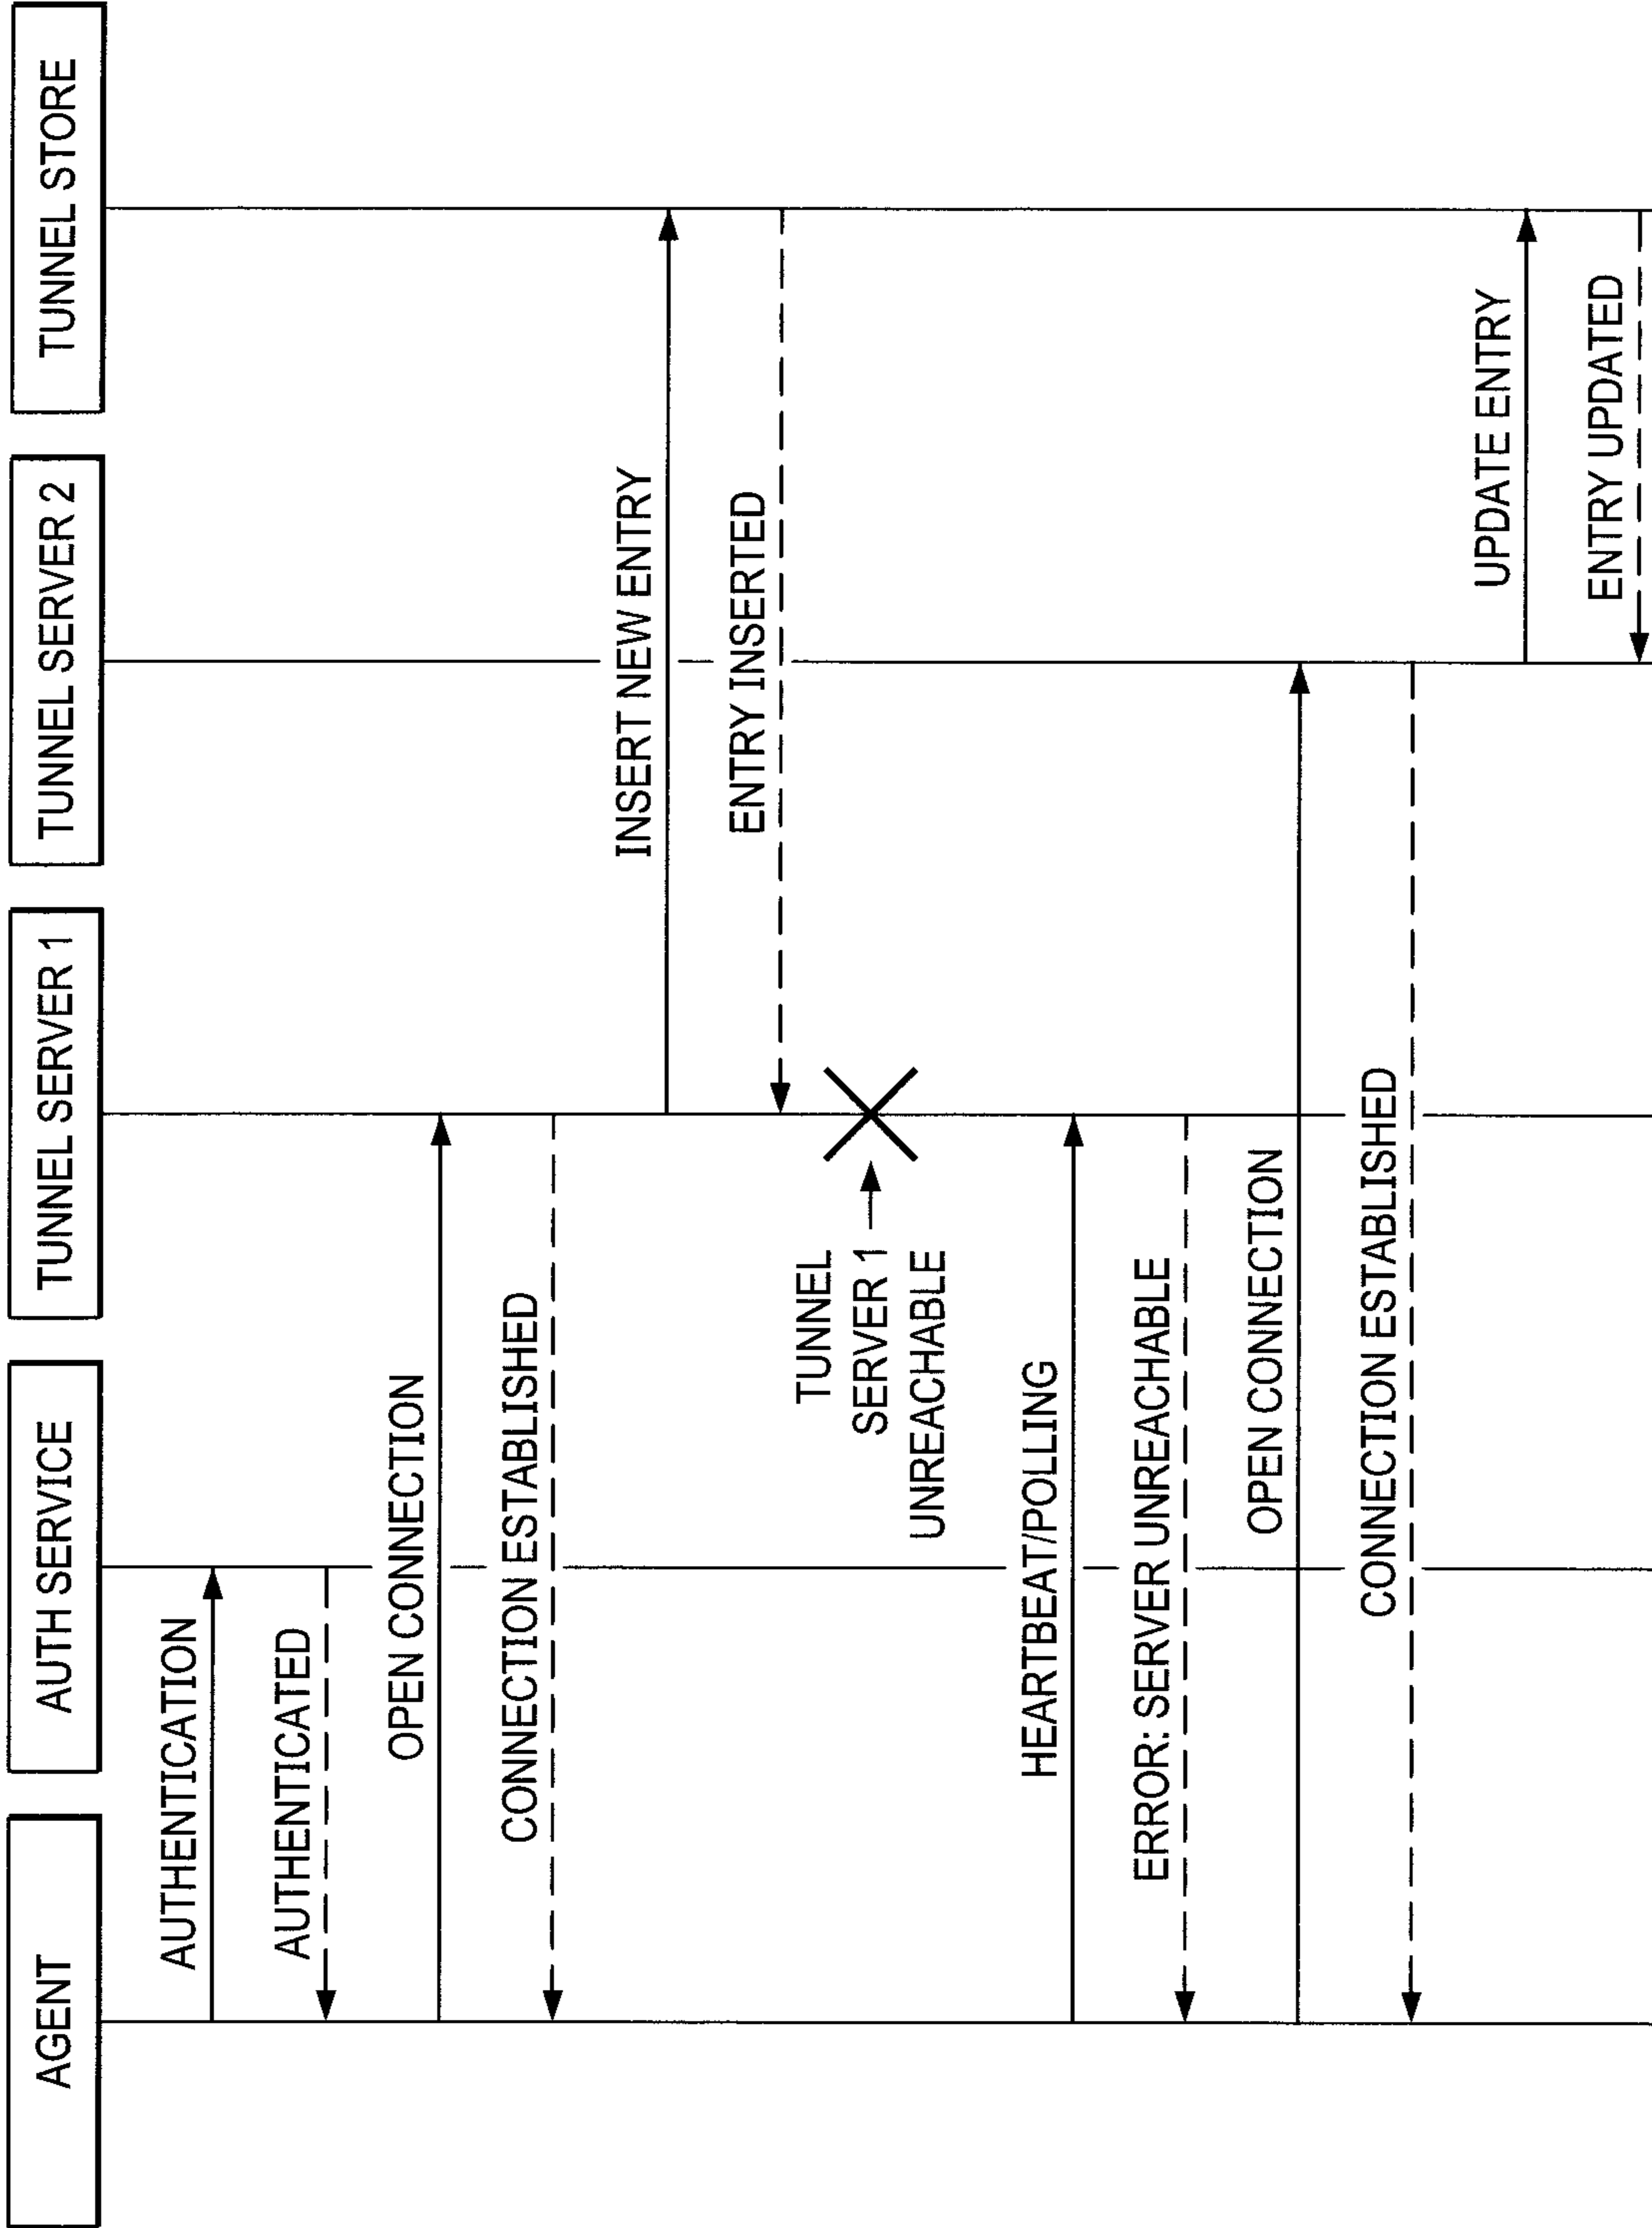 AGENT
AUTH SERVICE
TUNNEL SERVER 1
TUNNEL SERVER 2
TUNNEL STORE
AUTHENTICATION
AUTHENTICATED
OPEN CONNECTION
CONNECTION ESTABLISHED
INSERT NEW ENTRY
ENTRY INSERTED
TUNNEL
SERVER 1
UNREACHABLE
HEARTBEAT/POLLING
ERROR: SERVER UNREACHABLE
OPEN CONNECTION
CONNECTION ESTABLISHED
UPDATE ENTRY
ENTRY UPDATED